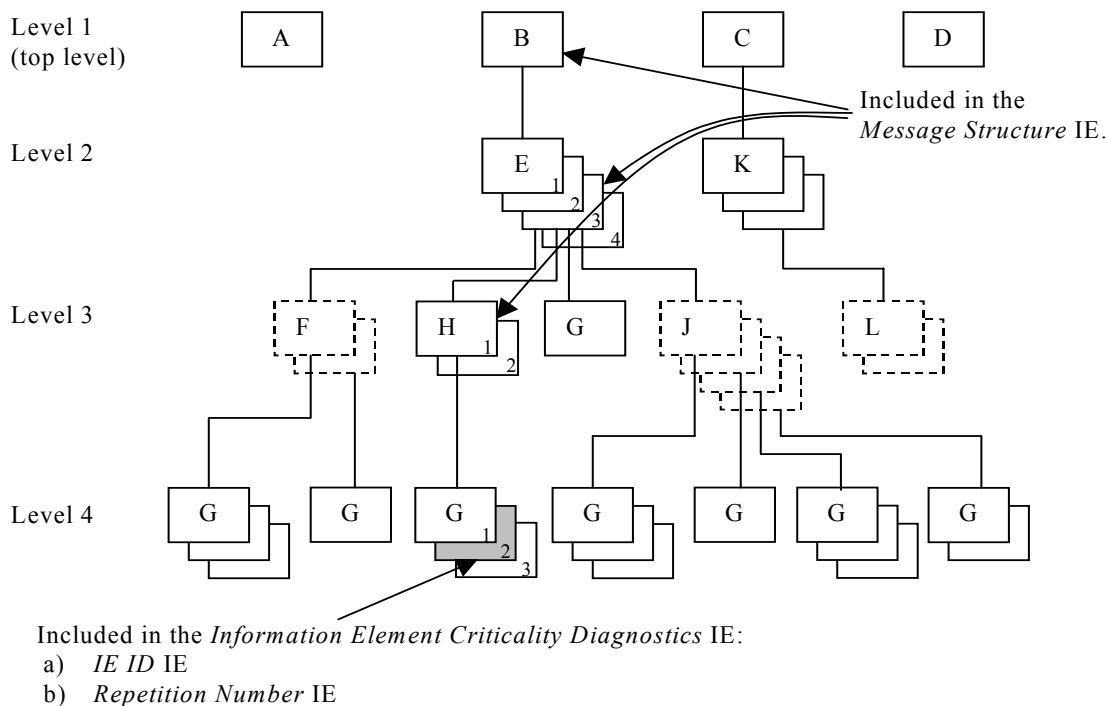 Level 1
(top level)
A
B
C
D
Included in the
Message Structure IE.
Level 2
E
1
2
3
4
K
Level 3
F
H
1
2
G
J
L
Level 4
G
G
G
1
2
3
G
G
G
G
Included in the Information Element Criticality Diagnostics IE:
a) IE ID IE
b) Repetition Number IE